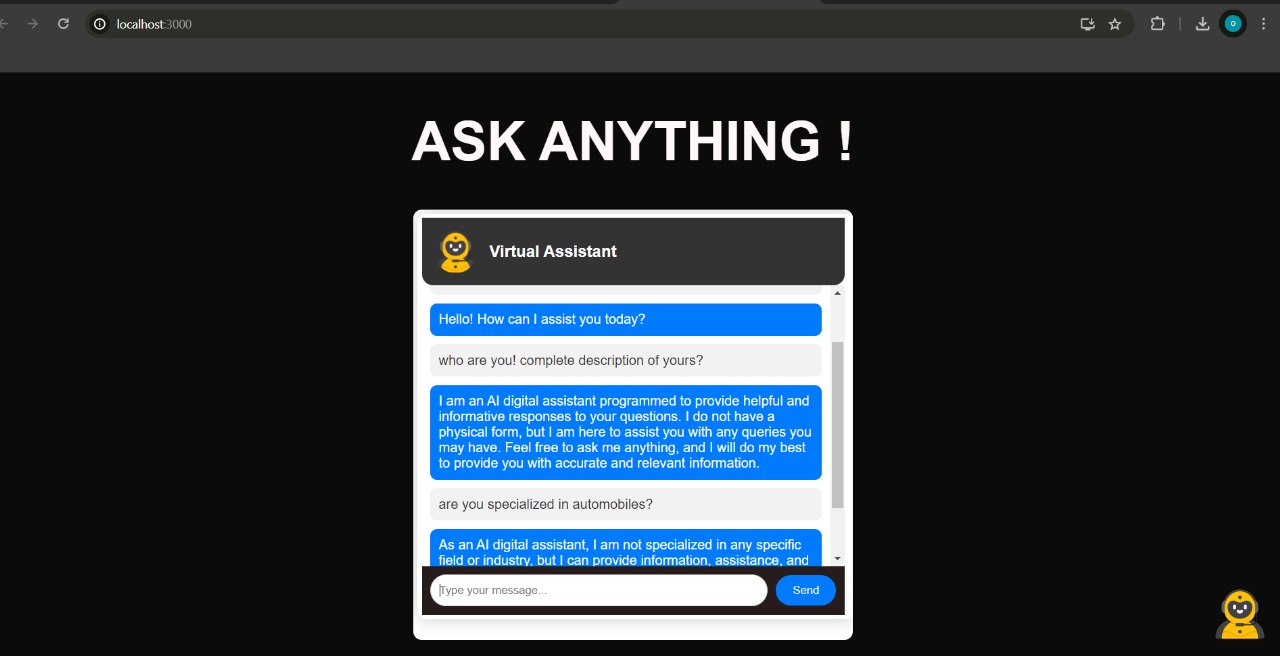 localhost:3000
o
ASK ANYTHING !
Virtual Assistant
Hello! How can I assist you today?
who are you! complete description of yours?
I am an AI digital assistant programmed to provide helpful and
informative responses to your questions. I do not have a
physical form, but I am here to assist you with any queries you
may have. Feel free to ask me anything, and I will do my best
to provide you with accurate and relevant information.
are you specialized in automobiles?
As an AI digital assistant, I am not specialized in any specific
field or industry, but I can provide information, assistance, and
Type your message...
Send